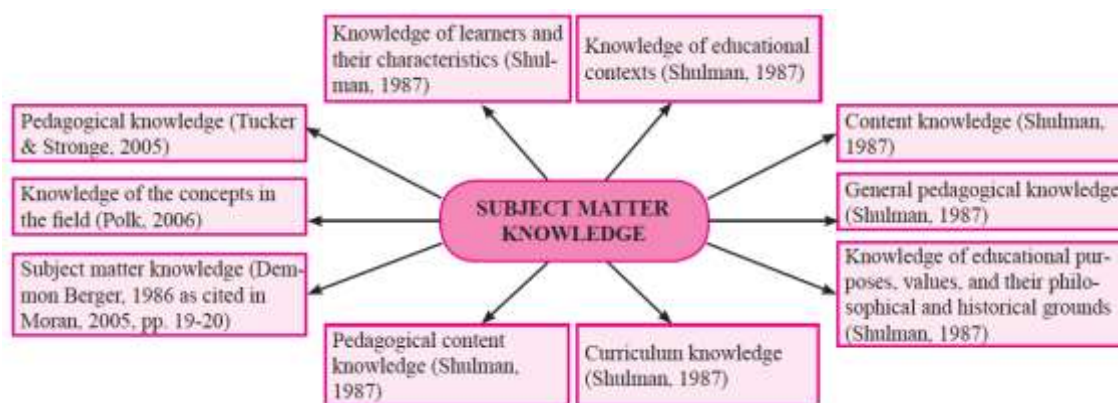 Knowledge of learners and
their characteristics (Shul-
man, 1987)
Knowledge of educational
contexts (Shulman, 1987)
Pedagogical knowledge (Tucker
& Stronge, 2005)
Content knowledge (Shulman,
1987)
Knowledge of the concepts in
the field (Polk, 2006)
SUBJECT MATTER
KNOWLEDGE
General pedagogical knowledge
(Shulman, 1987)
Subject matter knowledge (Dem-
mon Berger, 1986 as cited in
Moran, 2005, pp. 19-20)
Knowledge of educational pur-
poses, values, and their philo-
sophical and historical grounds
(Shulman, 1987)
Pedagogical content
knowledge (Shulman,
1987)
Curriculum knowledge
(Shulman, 1987)